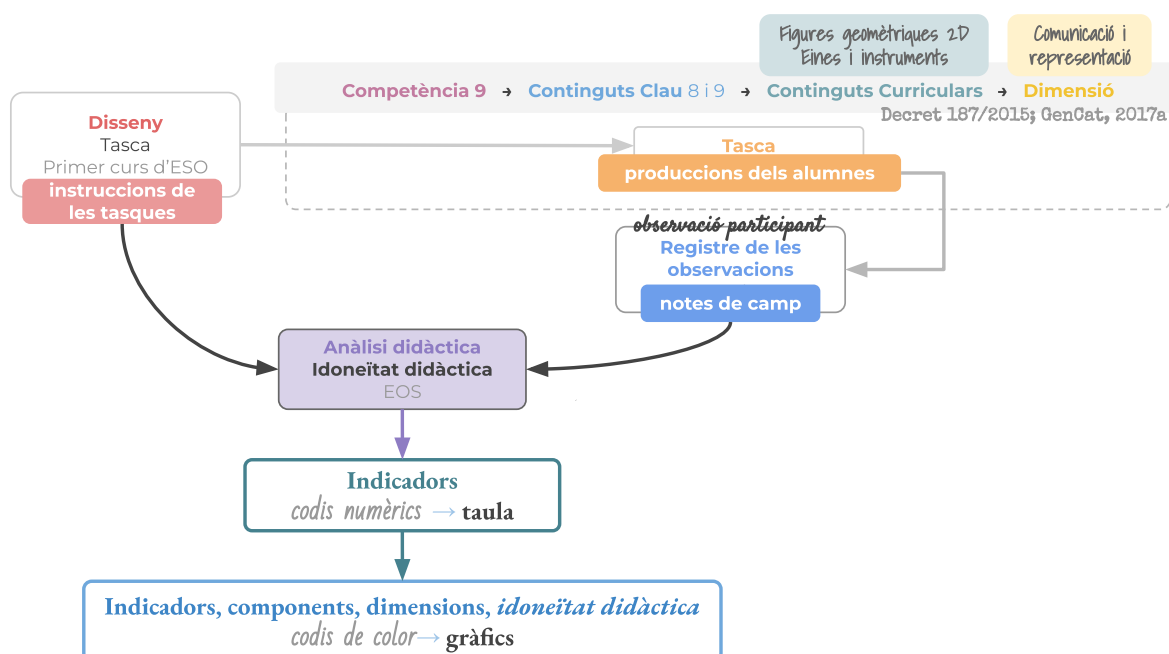 Figures geomètriques 2D
Eines i instruments
Comunicació i
representació
Competència 9 → Continguts Clau 8 i 9 → Continguts Curriculars → Dimensió
Decret 187/2015; GenCat, 2017a
Disseny
Tasca
Primer curs d'ESO
instruccions de
les tasques
Tasca
produccions dels alumnes
observació participant
Registre de les
observacions
notes de camp
Anàlisi didàctica
Idoneïtat didàctica
EOS
Indicadors
codis numèrics → taula
Indicadors, components, dimensions, idoneïtat didàctica
codis de color → gràfics